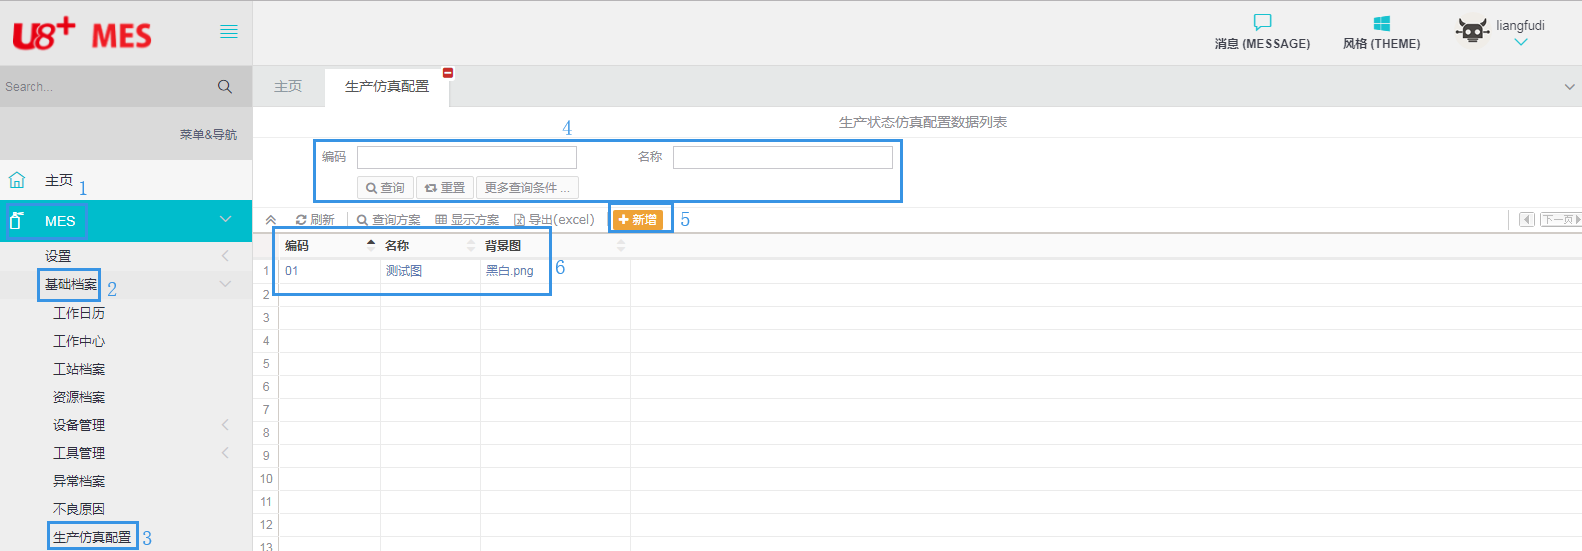 U8+ MES
消息 (MESSAGE)
风格 (THEME)
liangfudi
Search...
菜单&导航
主页
生产仿真配置
生产状态仿真配置数据列表
4
编码
名称
查询
重置
更多查询条件 ...
刷新
查询方案
显示方案
导出(excel)
新增
5
下一页
编码 名称 背景图
1 01 测试图 黑白.png
6
2
3
4
5
6
7
8
9
10
11
12
13
主页
1
MES
设置
基础档案
2
工作日历
工作中心
工站档案
资源档案
设备管理
工具管理
异常档案
不良原因
生产仿真配置
3